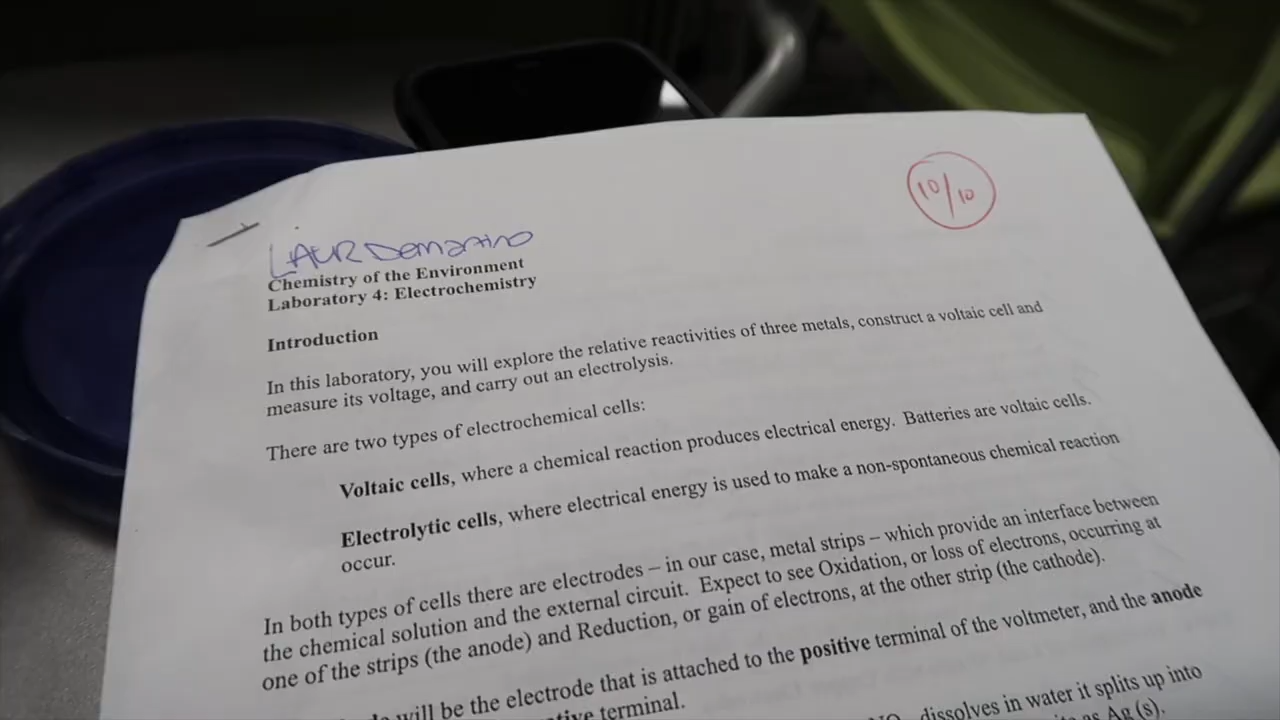 10/10
LAUR Demartino
Chemistry of the Environment
Laboratory 4: Electrochemistry
Introduction
In this laboratory, you will explore the relative reactivities of three metals, construct a voltaic cell and
measure its voltage, and carry out an electrolysis.
There are two types of electrochemical cells:
Voltaic cells, where a chemical reaction produces electrical energy. Batteries are voltaic cells.
Electrolytic cells, where electrical energy is used to make a non-spontaneous chemical reaction
occur.
In both types of cells there are electrodes – in our case, metal strips – which provide an interface between
the chemical solution and the external circuit. Expect to see Oxidation, or loss of electrons, occurring at
one of the strips (the anode) and Reduction, or gain of electrons, at the other strip (the cathode).
will be the electrode that is attached to the positive terminal of the voltmeter, and the anode
terminal.
dissolves in water it splits up into
as Ag (s).